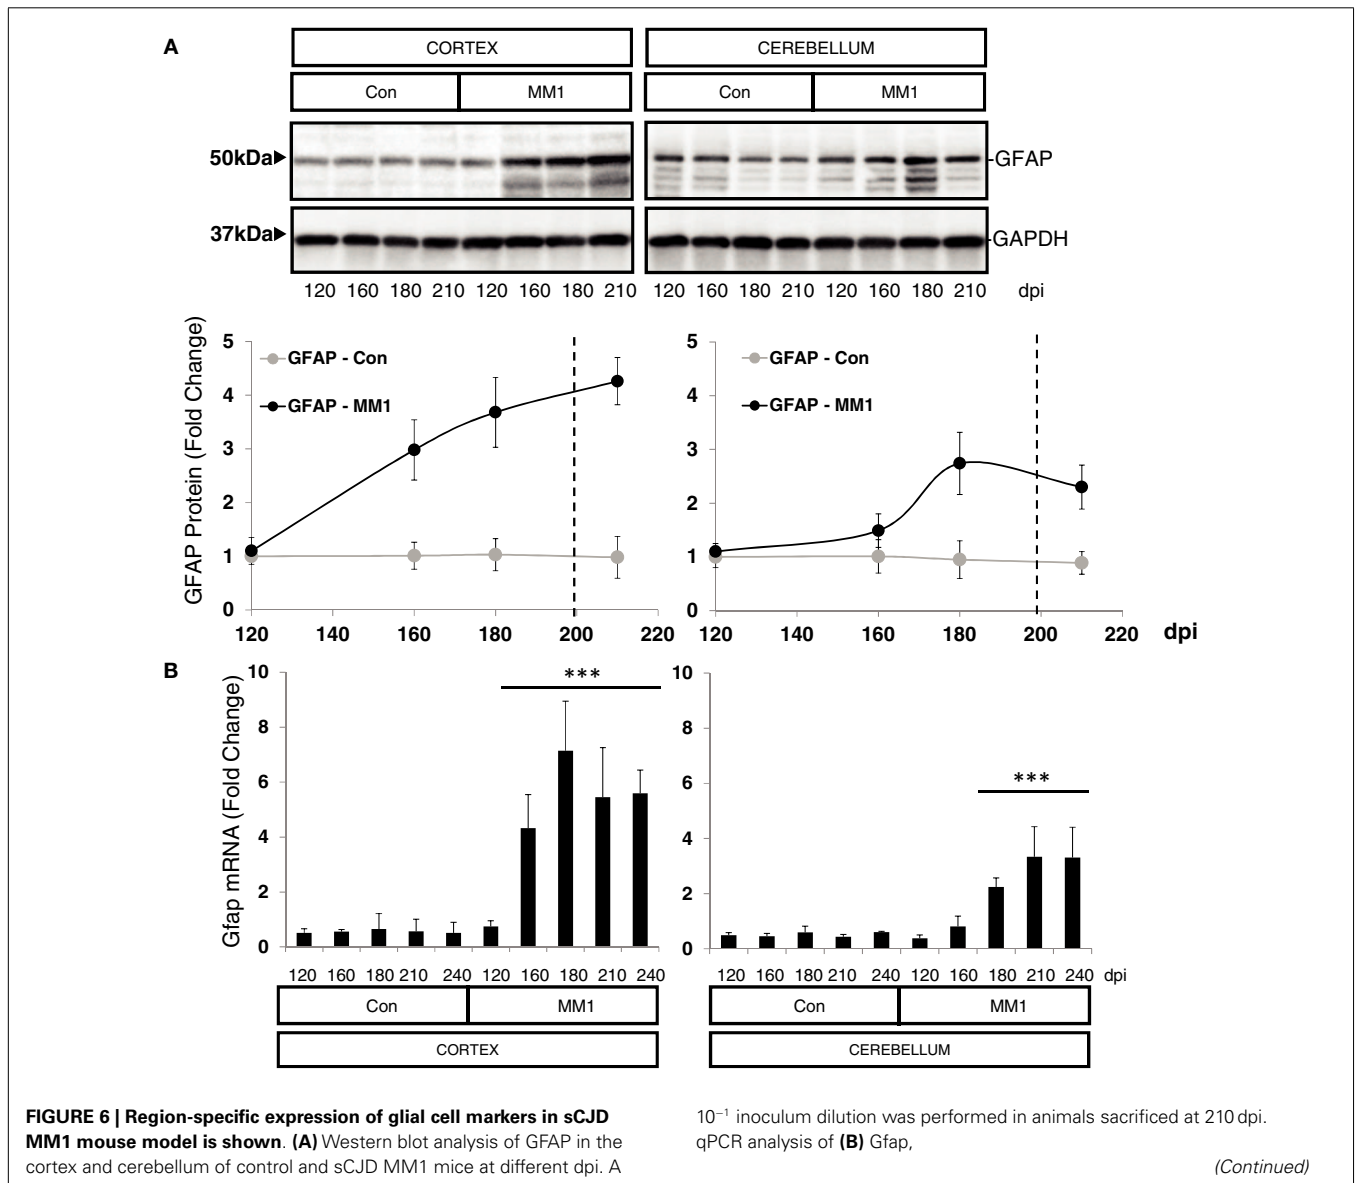 A
CORTEX
CEREBELLUM
Con
MM1
Con
MM1
50kDa
-GFAP
37kDa
-GAPDH
120 160 180 210 120 160 180 210
120 160 180 210 120 160 180 210 dpi
GFAP Protein (Fold Change)
5
4
3
2
1
0
GFAP - Con
GFAP - MM1
120 140 160 180 200 220
5
4
3
2
1
0
GFAP - Con
GFAP - MM1
120 140 160 180 200 220 dpi
B
Gfap mRNA (Fold Change)
10
8
6
4
2
0
***
120 160 180 210 240 120 160 180 210 240
Con
MM1
CORTEX
10
8
6
4
2
0
***
120 160 180 210 240 120 160 180 210 240 dpi
Con
MM1
CEREBELLUM
FIGURE 6 | Region-specific expression of glial cell markers in sCJD
MM1 mouse model is shown. (A) Western blot analysis of GFAP in the
cortex and cerebellum of control and sCJD MM1 mice at different dpi. A
10⁻¹ inoculum dilution was performed in animals sacrificed at 210 dpi.
qPCR analysis of (B) Gfap,
(Continued)